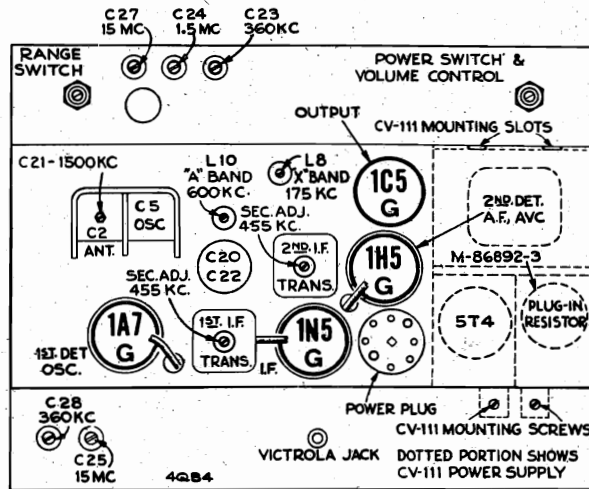 C27
15 MC
C24
1.5 MC
C23
360KC
RANGE
SWITCH
POWER SWITCH &
VOLUME CONTROL
OUTPUT
CV-111 MOUNTING SLOTS
C21-1500KC
L10
"A" BAND
600KC.
L8
"X" BAND
175 KC
1C5
G
C2
ANT.
C5
OSC
SEC. ADJ.
455 KC.
2ND. DET.
A.F., AVC
C20
C22
2ND. I.F.
TRANS.
1H5
G
M-86892-3
SEC. ADJ.
455 KC.
5T4
PLUG-IN
RESISTOR
1A7
G
1ST. I.F.
TRANS.
1N5
G
1ST. DET
OSC.
I.F.
C28
360KC
POWER PLUG
CV-111 MOUNTING SCREWS
C25
15 MC
4QB4
VICTROLA JACK
DOTTED PORTION SHOWS
CV-111 POWER SUPPLY